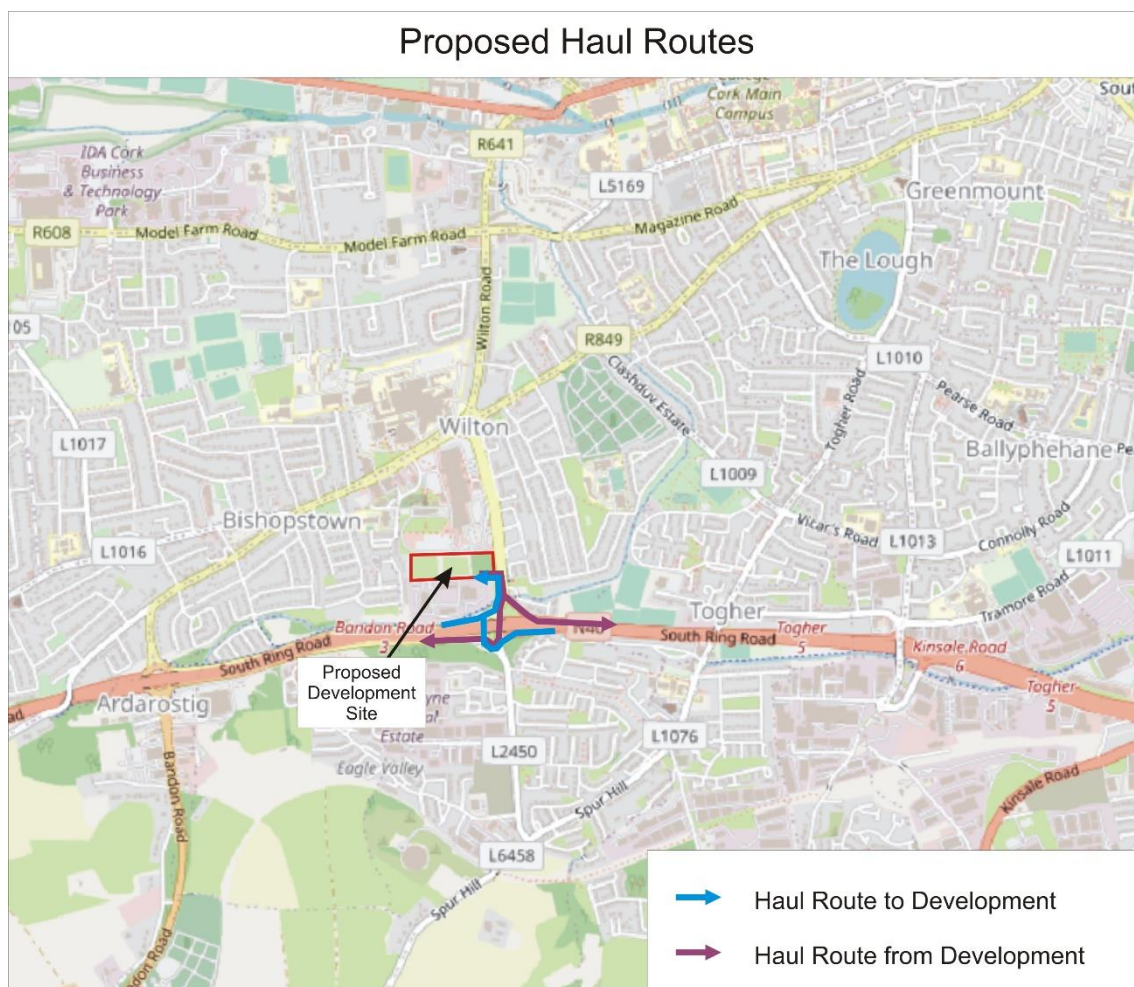 Proposed Haul Routes
Cork Main
Campus
IDA Cork
Business
& Technology
Park
R641
L5169
Greenmount
R608
Model Farm Road
Model Farm Road
Magazine Road
The Lough
Wilton Road
R849
L1010
Clashduv Estate
Togher Road
Pearse Road
Wilton
L1017
Ballyphehane
L1009
Bishopstown
Vicar's Road
L1013
Connolly Road
L1016
L1011
Togher
Tramore Road
Bandon Road
3
South Ring Road
South Ring Road
Togher
5
Kinsale Road
6
Togher
5
Proposed
Development
Site
Ardarostig
Estate
Eagle Valley
L2450
L1076
Bandon Road
Spur Hill
Kinsale Road
L6458
Spur Hill
Haul Route to Development
Haul Route from Development